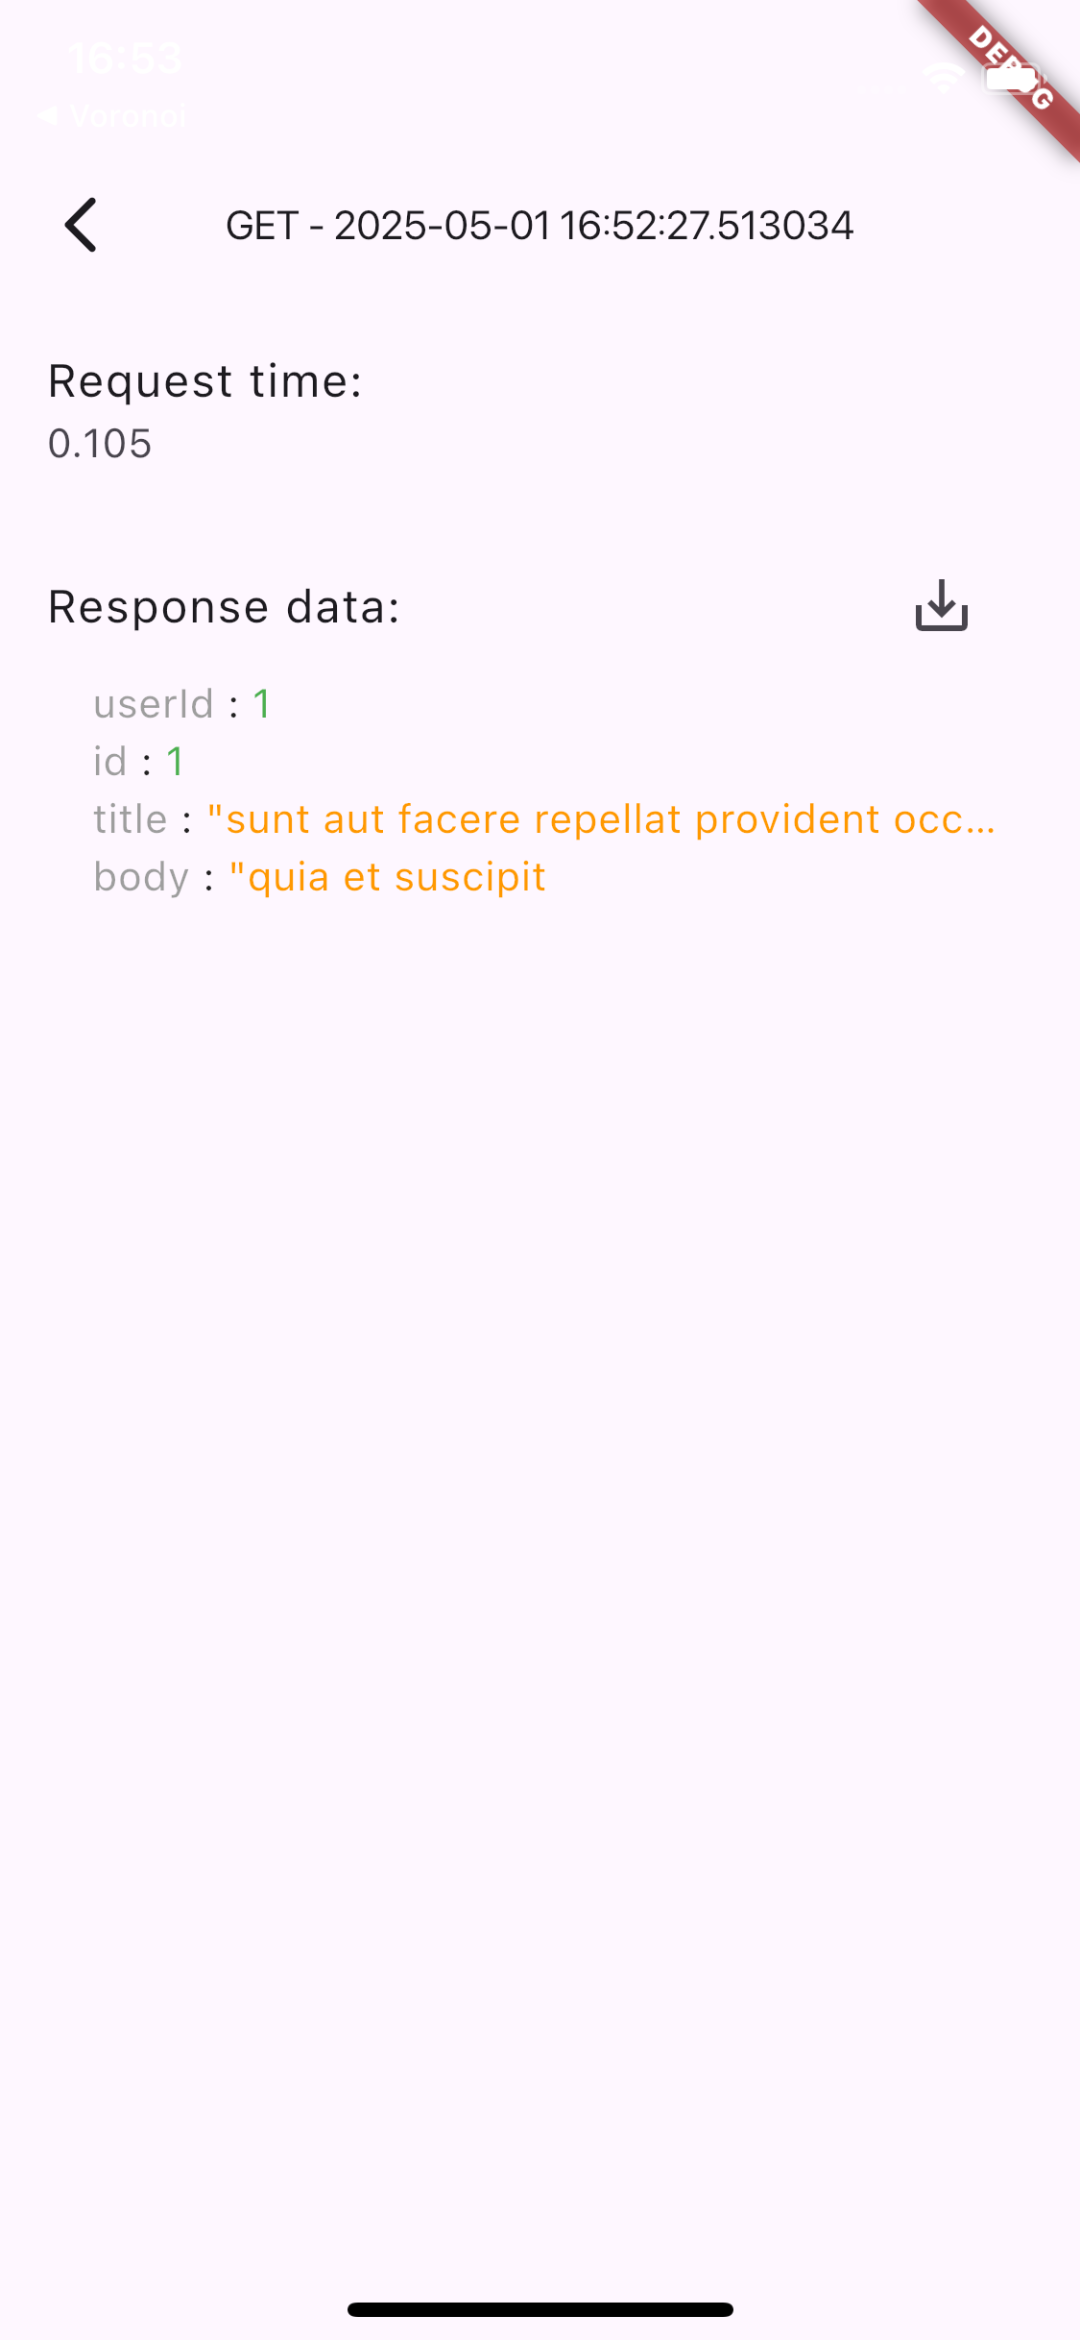 16:53
◀ Voronoi
GET - 2025-05-01 16:52:27.513034
Request time:
0.105
Response data:
userId : 1
id : 1
title : "sunt aut facere repellat provident occ...
body : "quia et suscipit